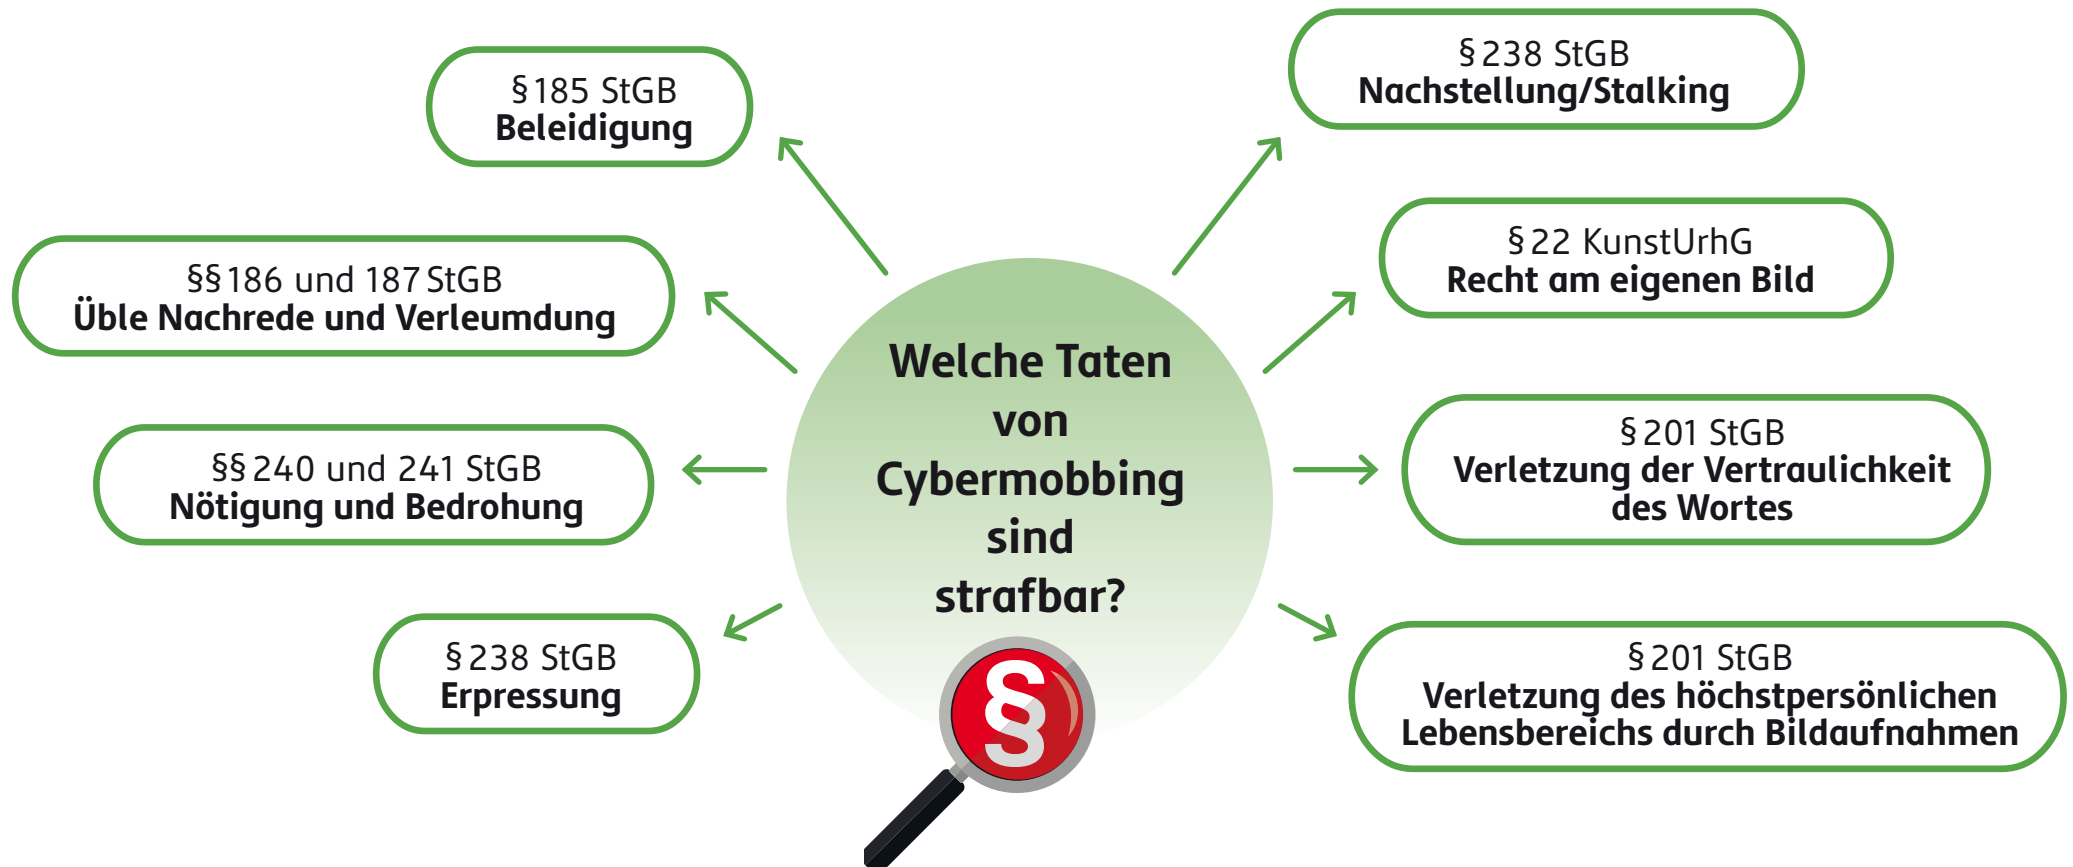 § 185 StGB
Beleidigung
§§ 186 und 187 StGB
Üble Nachrede und Verleumdung
§§ 240 und 241 StGB
Nötigung und Bedrohung
§ 238 StGB
Erpressung
Welche Taten
von
Cybermobbing
sind
strafbar?
§
§ 238 StGB
Nachstellung/Stalking
§ 22 KunstUrhG
Recht am eigenen Bild
§ 201 StGB
Verletzung der Vertraulichkeit
des Wortes
§ 201 StGB
Verletzung des höchstpersönlichen
Lebensbereichs durch Bildaufnahmen